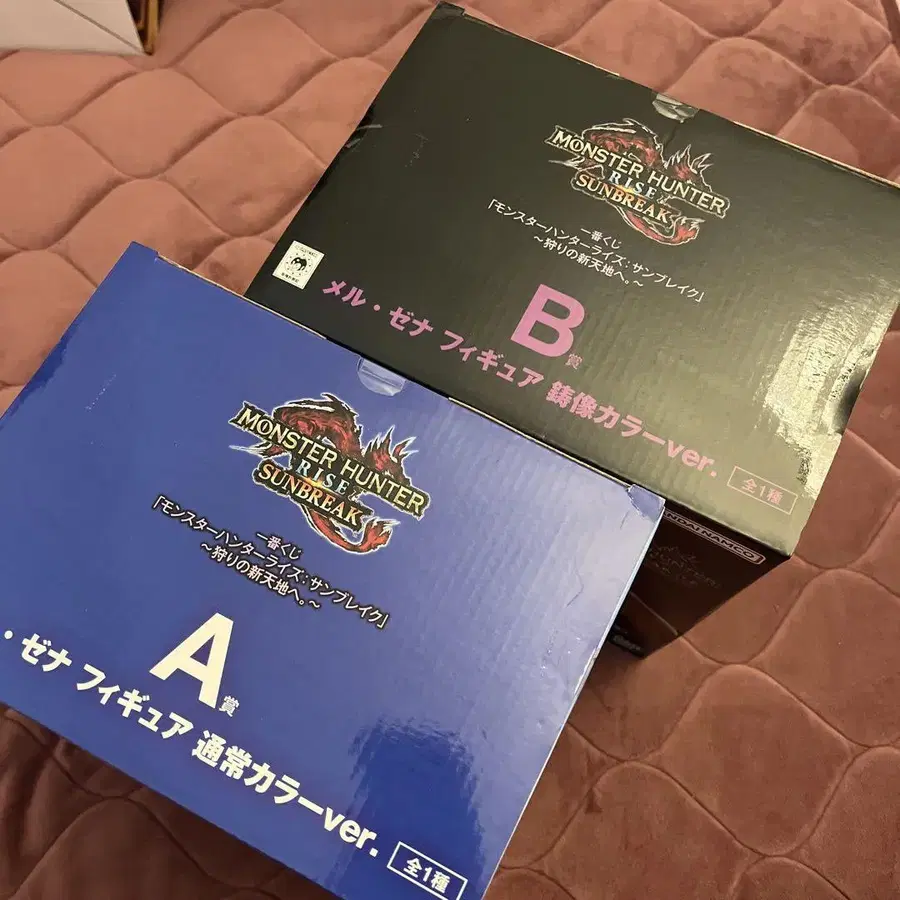 MONSTER HUNTER
RISE
SUNBREAK
一番くじ
「モンスターハンターライズ:サンブレイク」
~狩りの新天地へ。~
B賞
メル・ゼナ フィギュア 鋳像カラーver.
全1種
BANDAI NAMCO
MONSTER HUNTER
RISE
SUNBREAK
一番くじ
「モンスターハンターライズ:サンブレイク」
~狩りの新天地へ。~
A賞
・ゼナ フィギュア 通常カラーver.
全1種